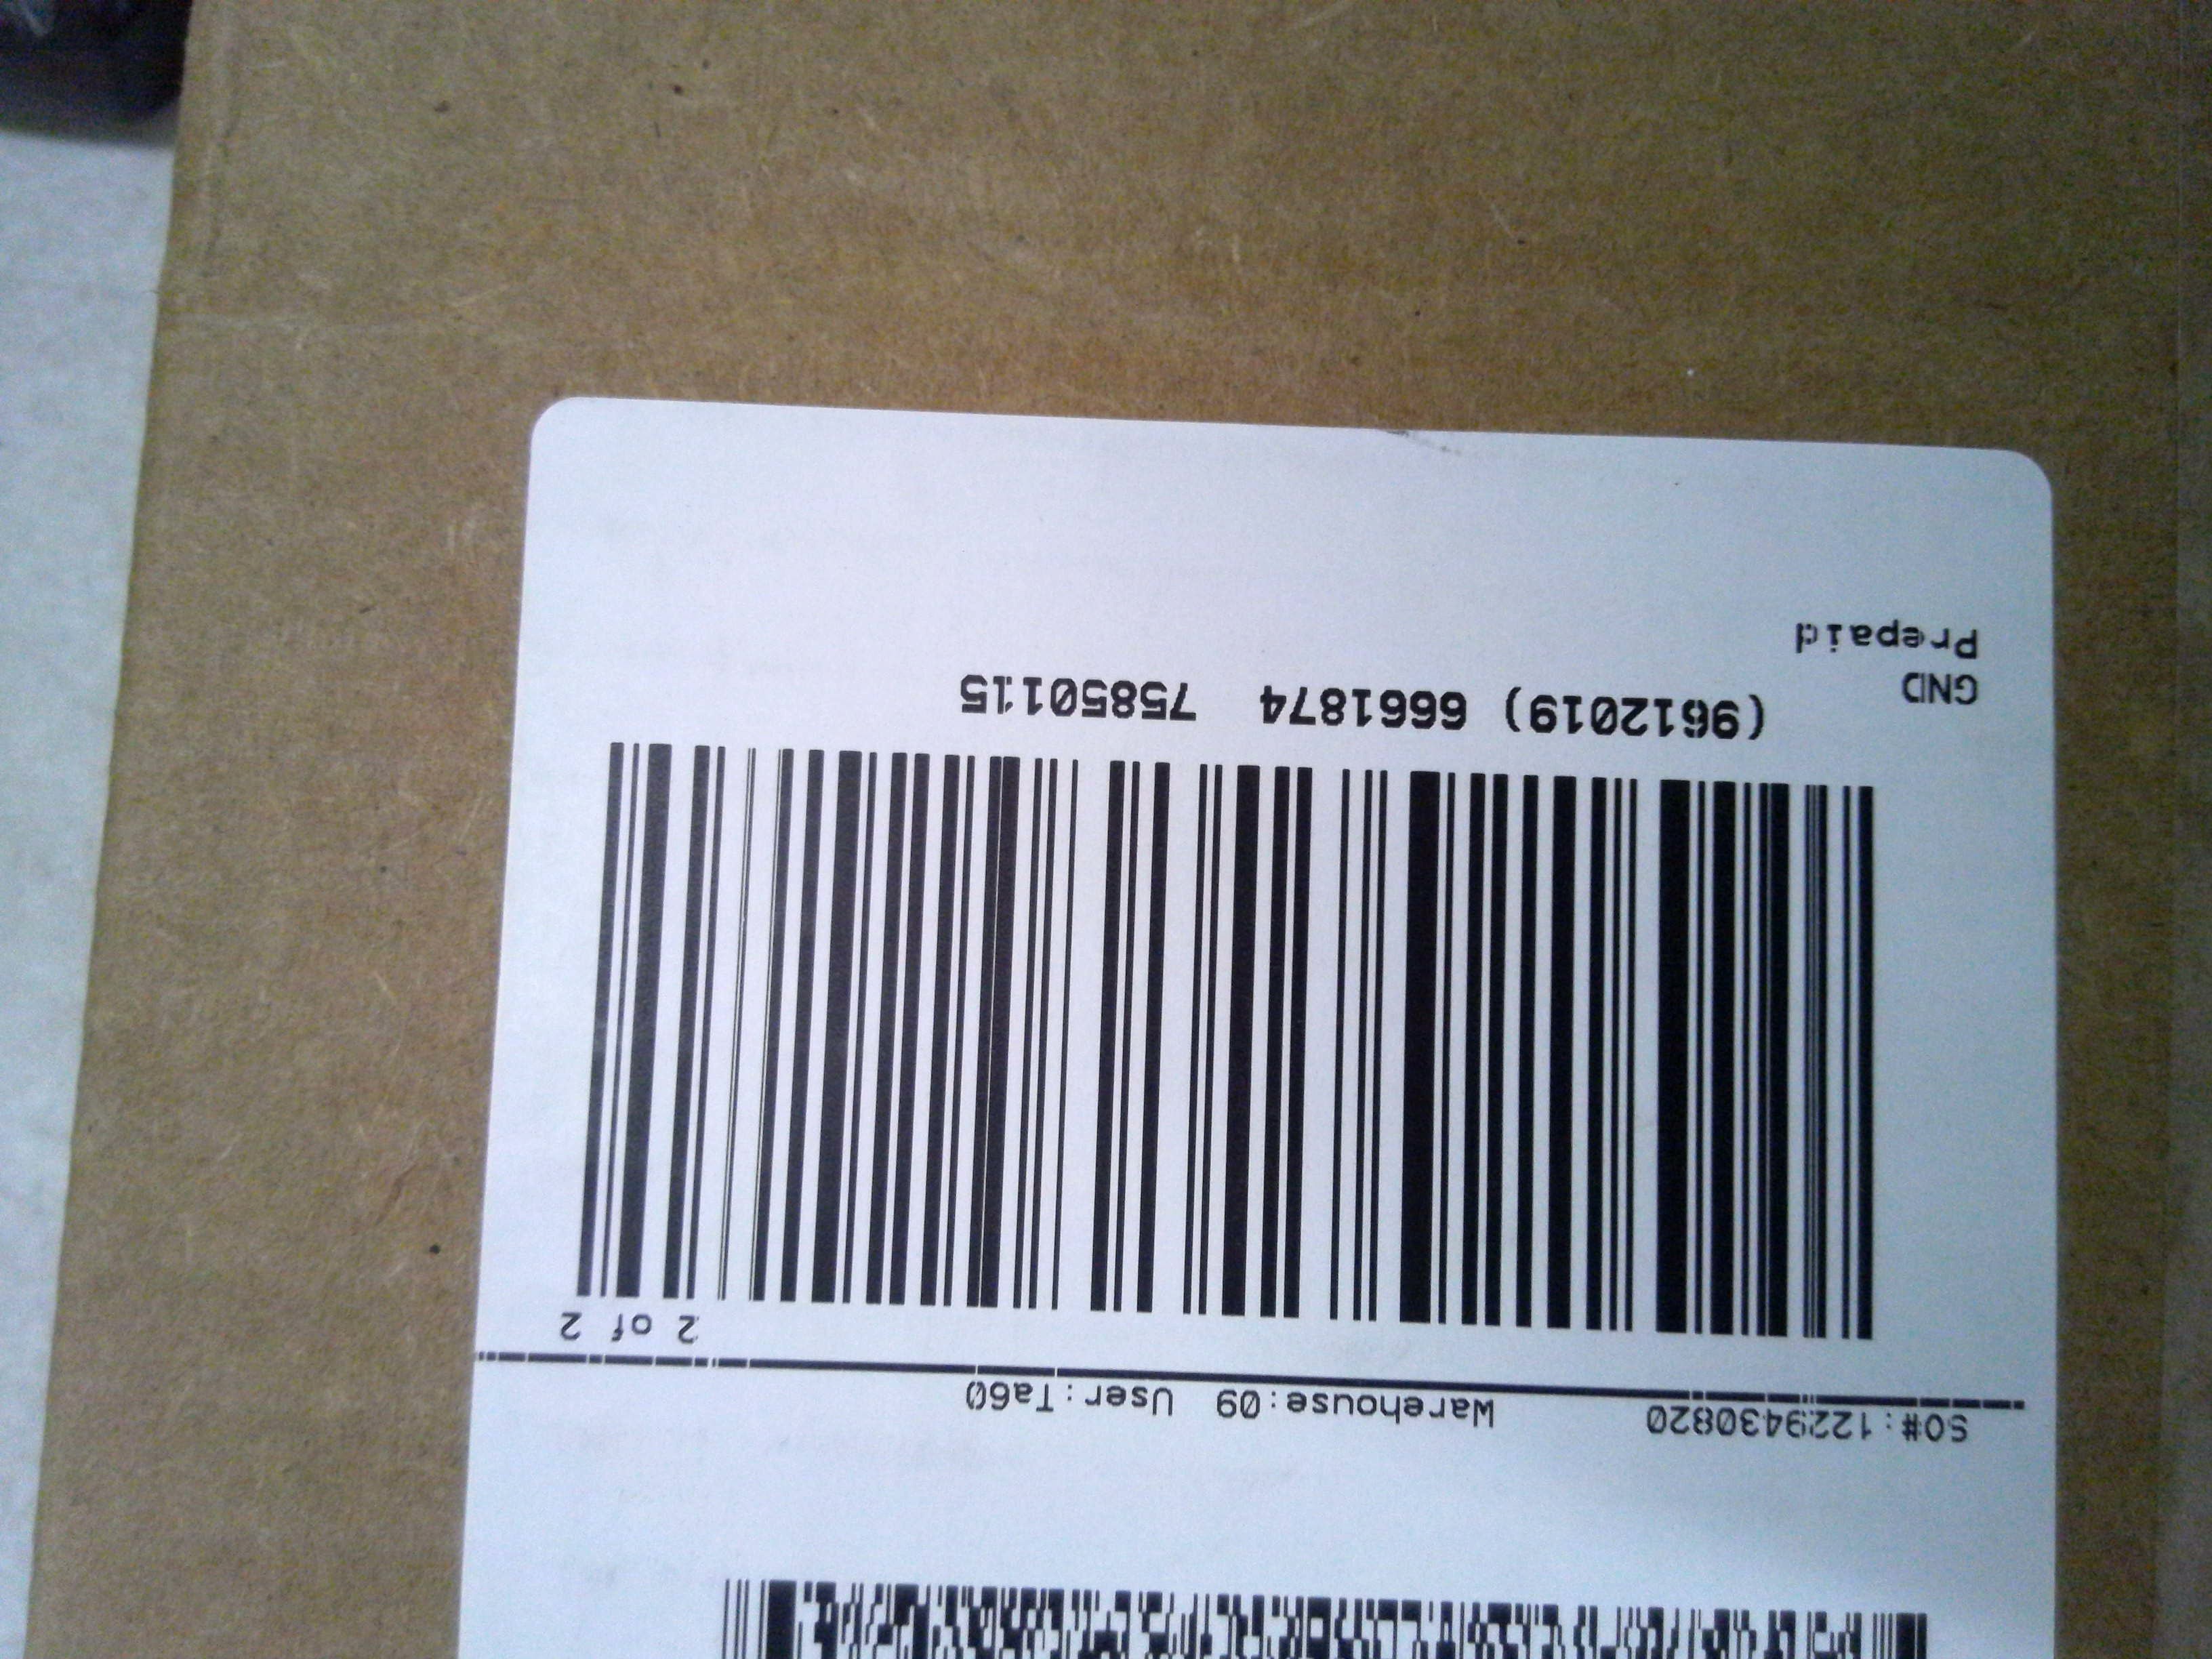 SO#:1229430820 Warehouse:09 User:Ta60
2 of 2
(9612019) 6661874 75850115
GND
Prepaid